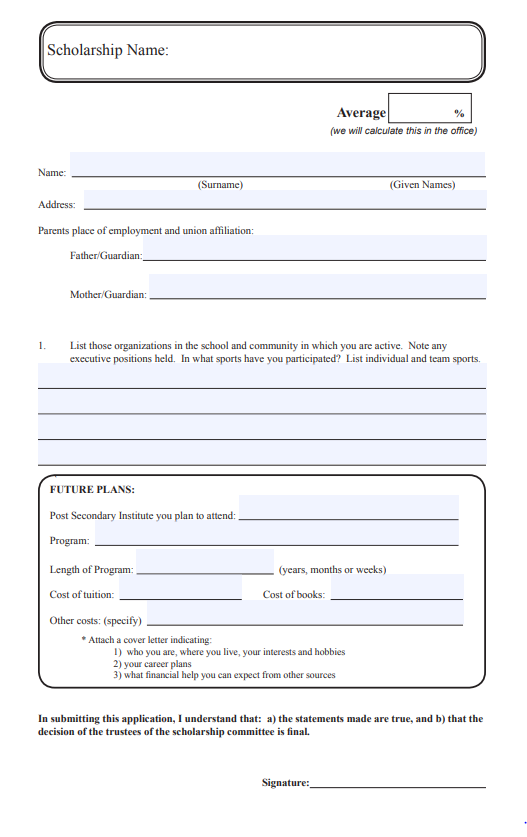 Scholarship Name:
Average %
(we will calculate this in the office)
Name:
(Surname) (Given Names)
Address:
Parents place of employment and union affiliation:
Father/Guardian:
Mother/Guardian:
1. List those organizations in the school and community in which you are active. Note any
executive positions held. In what sports have you participated? List individual and team sports.
FUTURE PLANS:
Post Secondary Institute you plan to attend:
Program:
Length of Program: (years, months or weeks)
Cost of tuition: Cost of books:
Other costs: (specify)
* Attach a cover letter indicating:
1) who you are, where you live, your interests and hobbies
2) your career plans
3) what financial help you can expect from other sources
In submitting this application, I understand that: a) the statements made are true, and b) that the
decision of the trustees of the scholarship committee is final.
Signature: